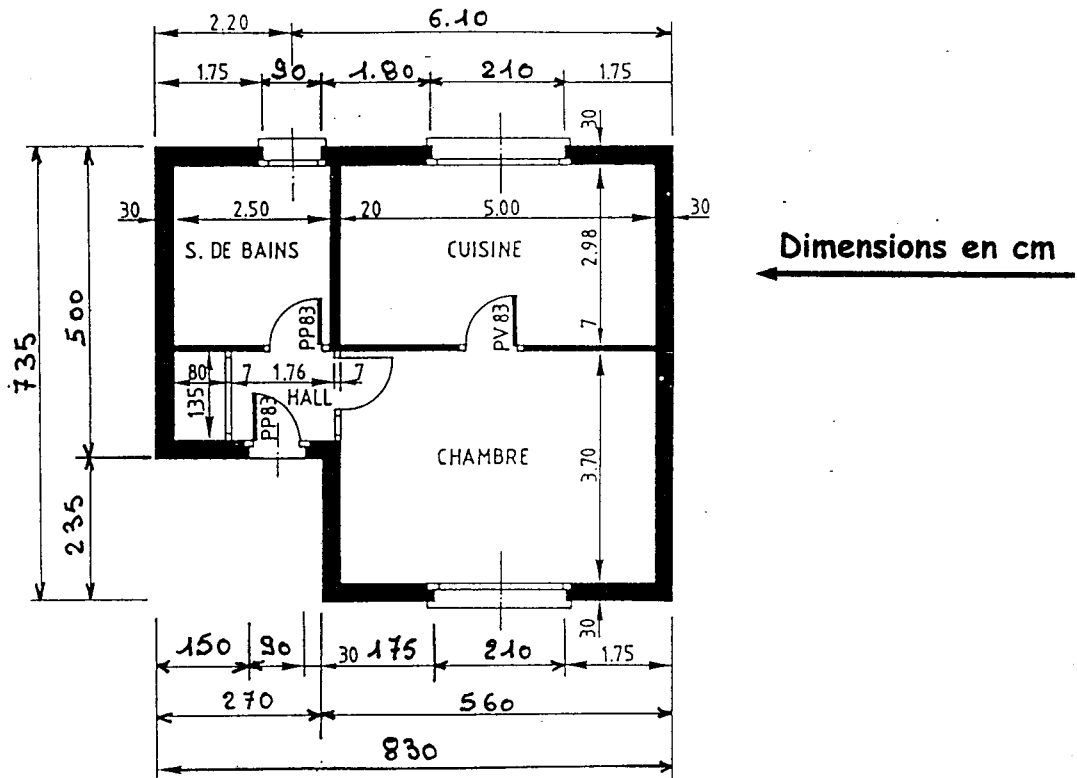 2.20 6.10
1.75 90 1.80 210 1.75
30
30 2.50 20 5.00 30
S. DE BAINS CUISINE
2.98
Dimensions en cm
735
500
PP83 PV83 7
80 7 1.76 7
135 HALL
PP83
CHAMBRE
3.70
235
30
150 90 30 175 210 1.75
270 560
830